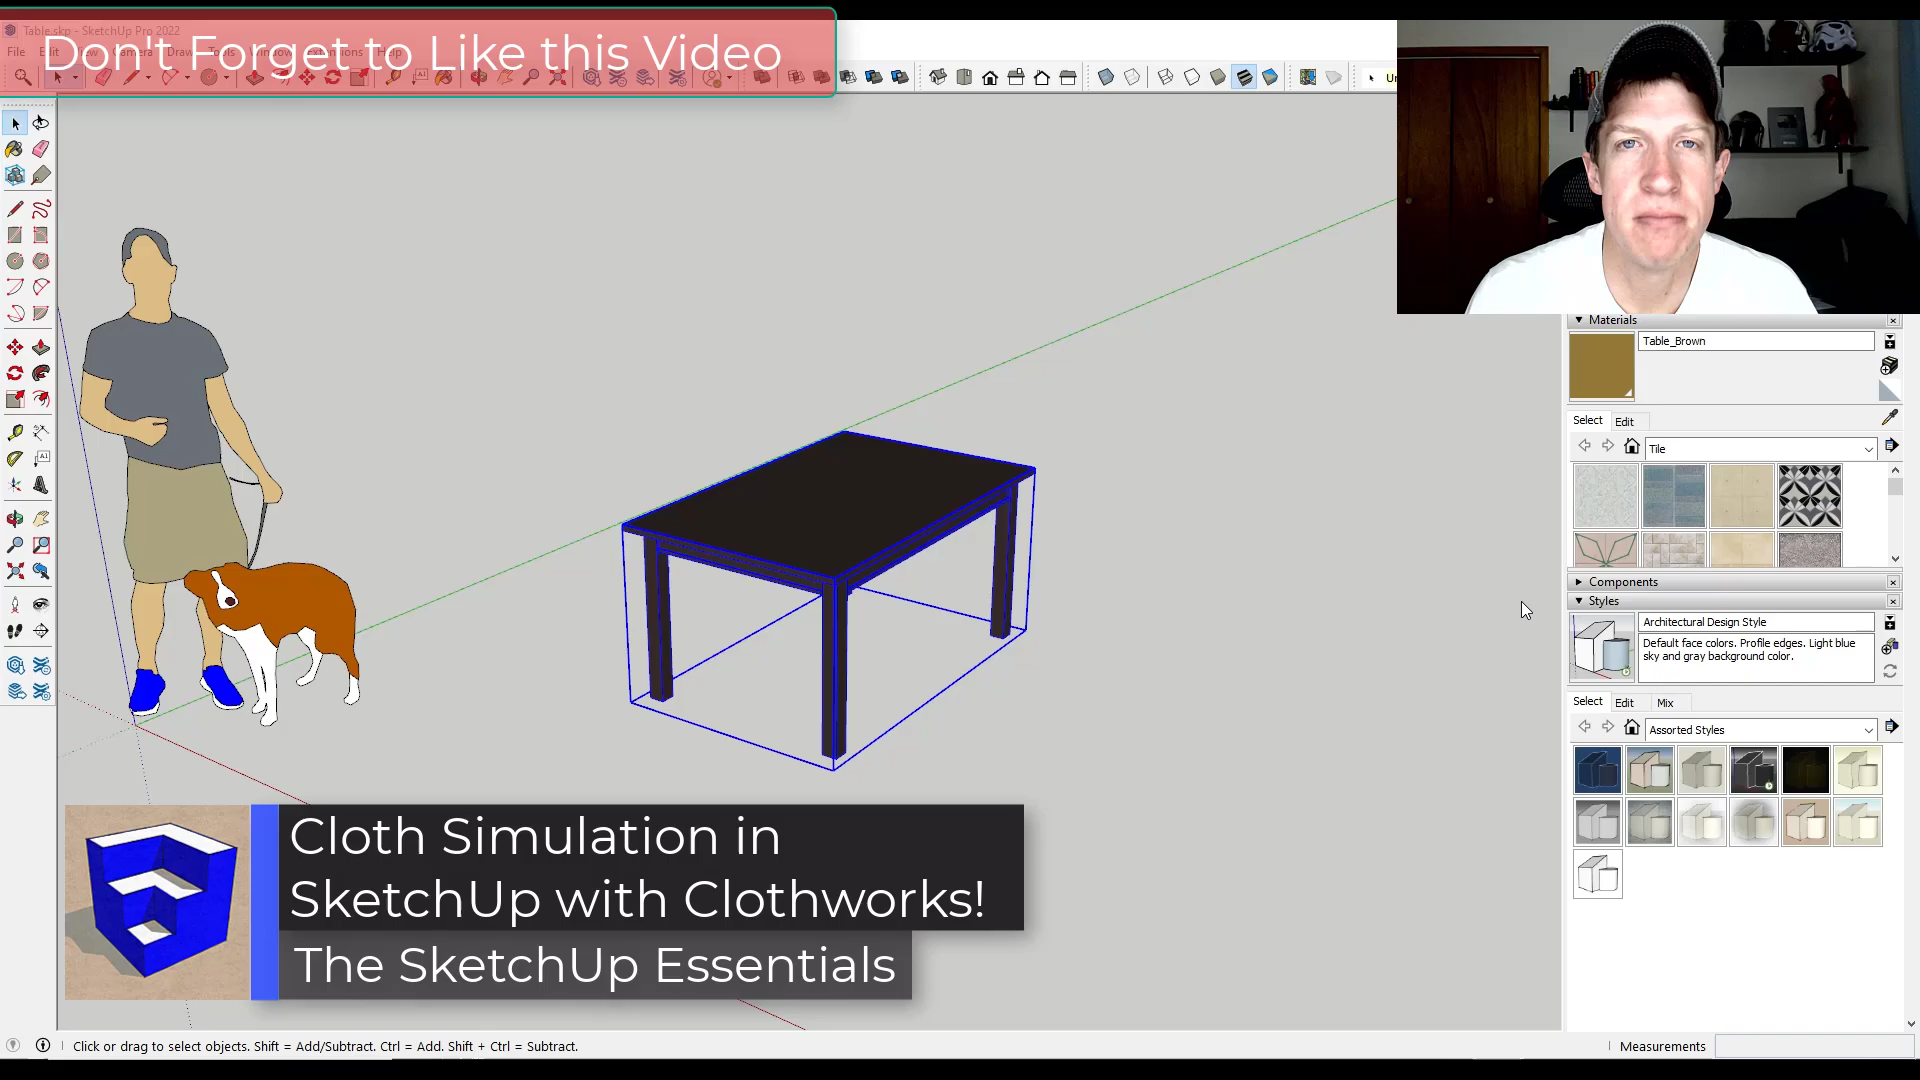 Table.skp - SketchUp Pro 2022
Don't Forget to Like this Video
Materials
Table_Brown
Select Edit
Tile
Components
Styles
Architectural Design Style
Default face colors. Profile edges. Light blue
sky and gray background color.
Select Edit Mix
Assorted Styles
Cloth Simulation in
SketchUp with Clothworks!
The SketchUp Essentials
Click or drag to select objects. Shift = Add/Subtract. Ctrl = Add. Shift + Ctrl = Subtract.
Measurements